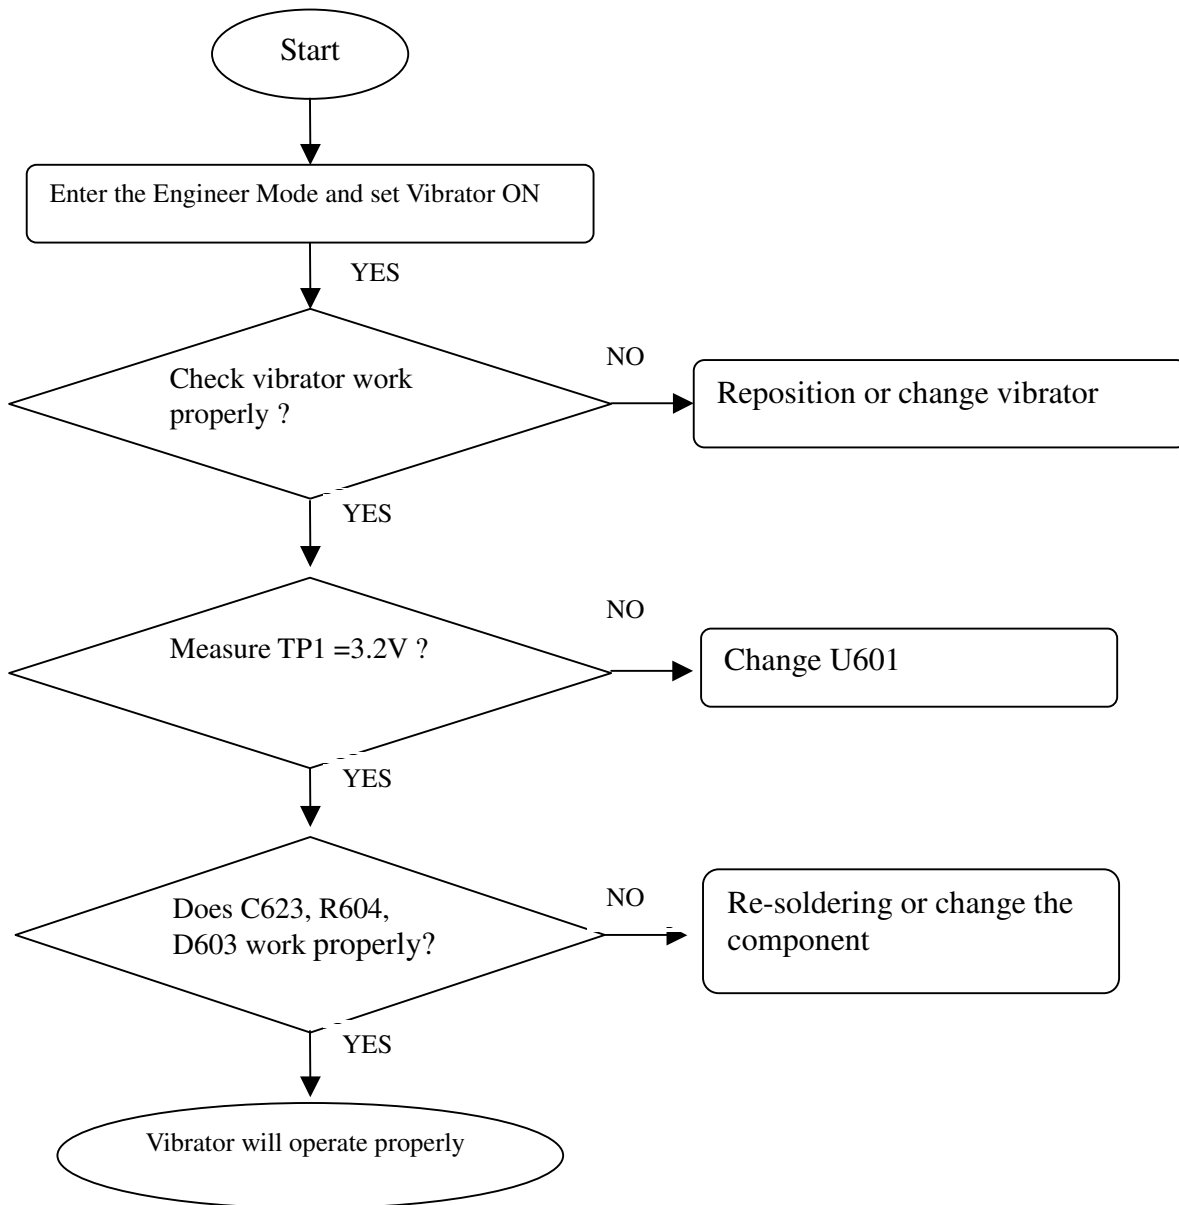 Start
Enter the Engineer Mode and set Vibrator ON
YES
Check vibrator work
properly ?
NO
Reposition or change vibrator
YES
Measure TP1 =3.2V ?
NO
Change U601
YES
Does C623, R604,
D603 work properly?
NO
Re-soldering or change the
component
YES
Vibrator will operate properly